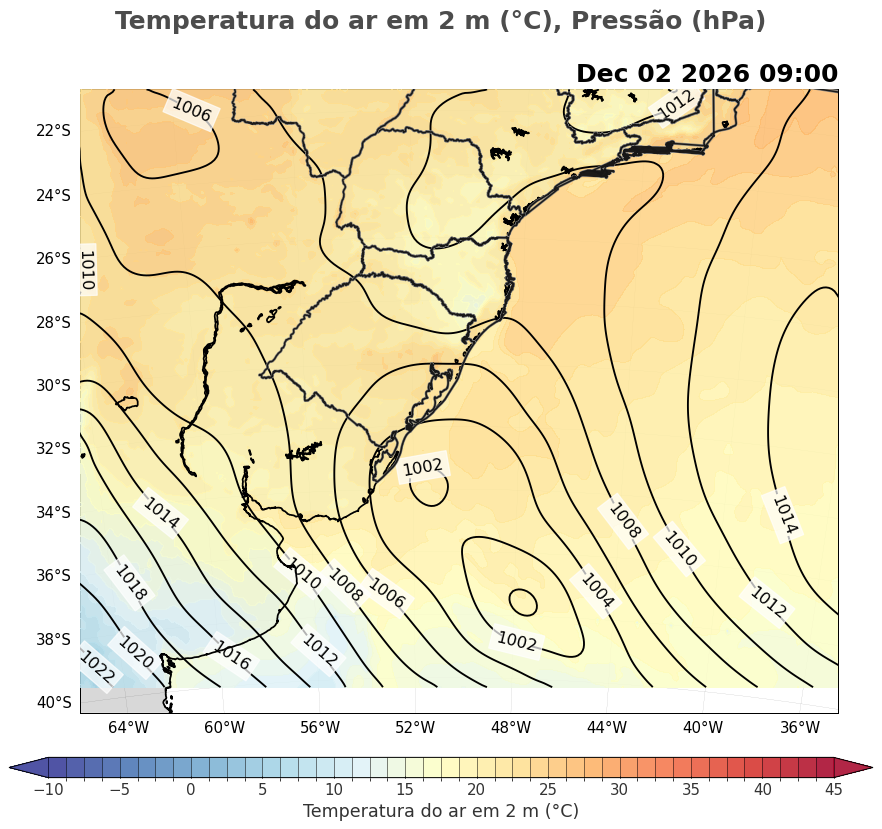 Temperatura do ar em 2 m (°C), Pressão (hPa)
Dec 02 2026 09:00
1006
1012
22°S
24°S
26°S
1010
28°S
30°S
32°S
1002
34°S
1014
1008
1014
1010
36°S
1010
1008
1006
1004
1018
1012
38°S
1002
1012
1016
1020
1022
40°S
64°W 60°W 56°W 52°W 48°W 44°W 40°W 36°W
−10 −5 0 5 10 15 20 25 30 35 40 45
Temperatura do ar em 2 m (°C)